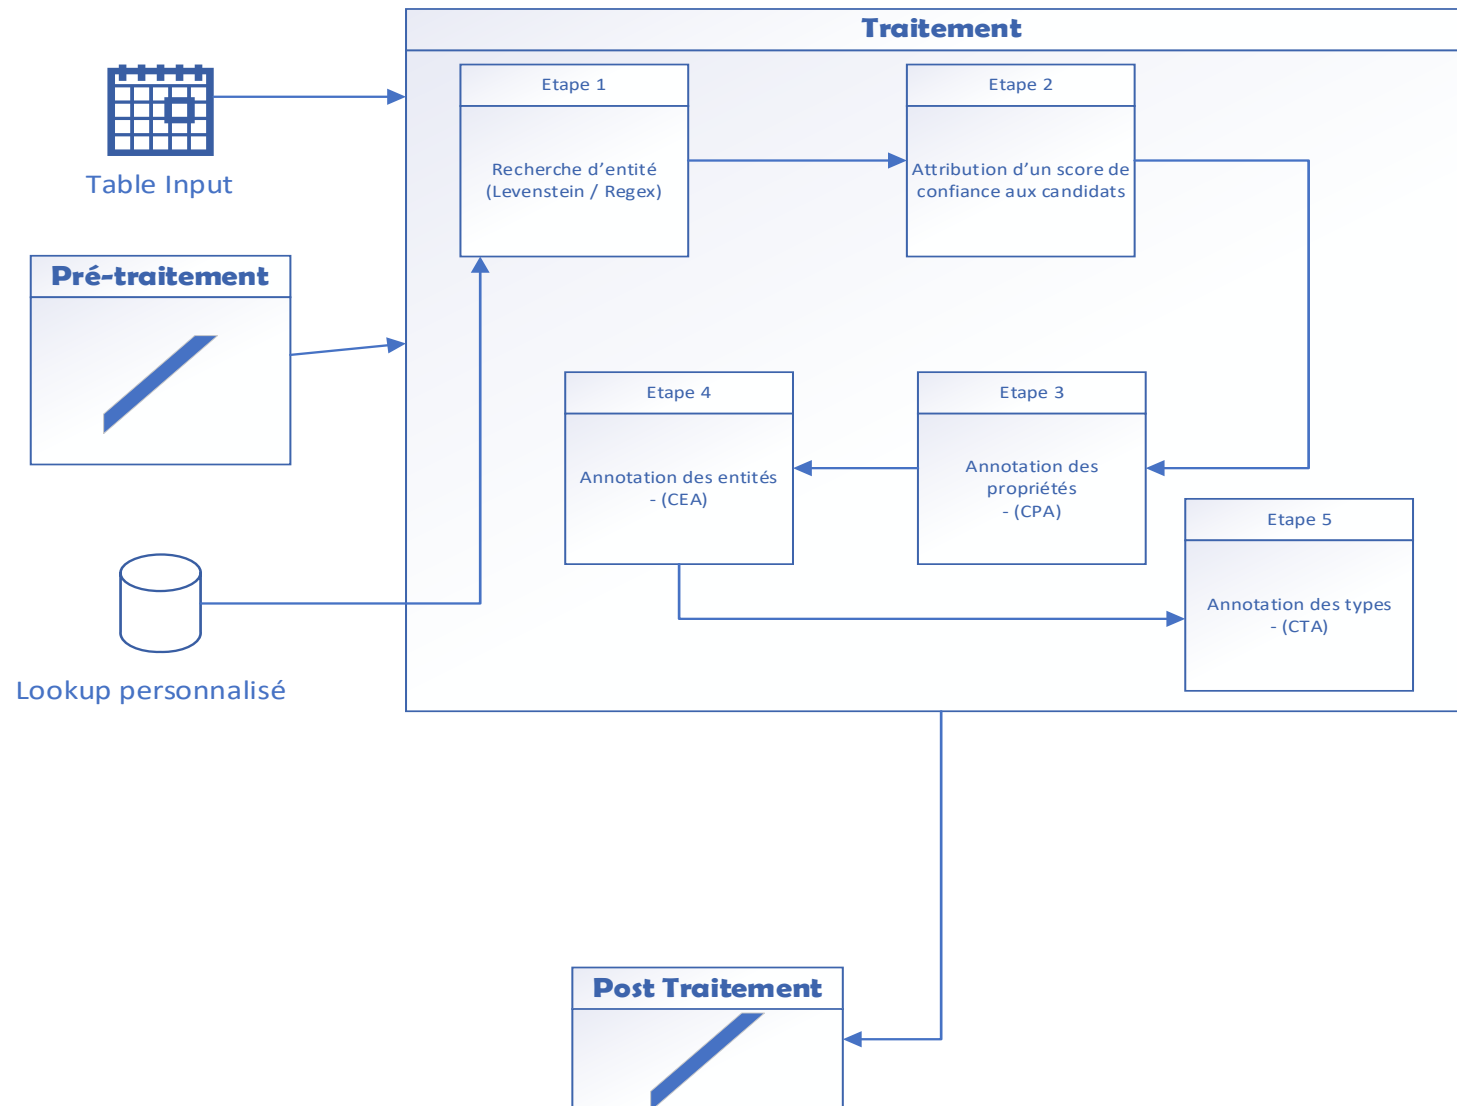 Traitement
Table Input
Etape 1
Recherche d'entité
(Levenstein / Regex)
Etape 2
Attribution d'un score de
confiance aux candidats
Pré-traitement
Etape 4
Annotation des entités
- (CEA)
Etape 3
Annotation des
propriétés
- (CPA)
Etape 5
Annotation des types
- (CTA)
Lookup personnalisé
Post Traitement